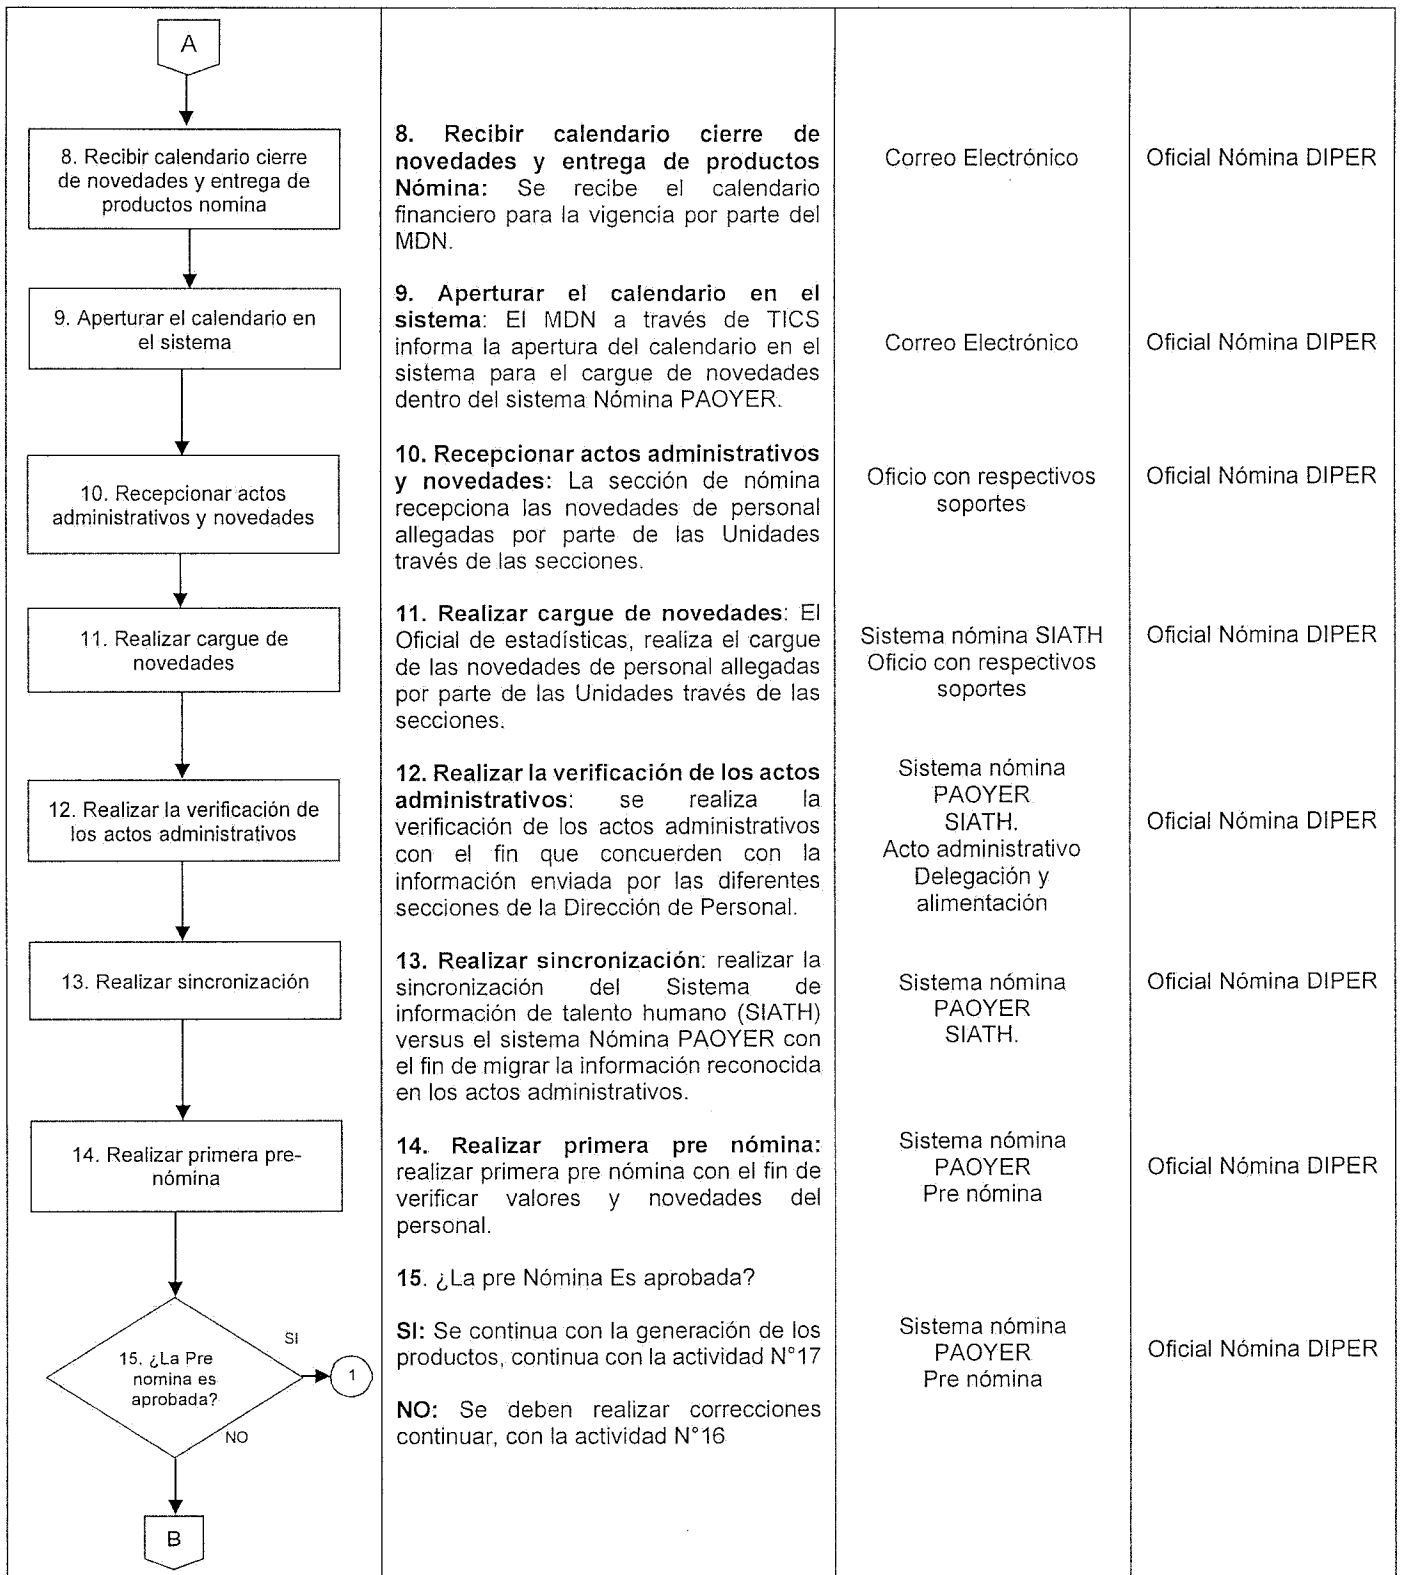 A
8. Recibir calendario cierre
de novedades y entrega de
productos nomina
8. Recibir calendario cierre de
novedades y entrega de productos
Nómina: Se recibe el calendario
financiero para la vigencia por parte del
MDN.
Correo Electrónico
Oficial Nómina DIPER
9. Aperturar el calendario en
el sistema
9. Aperturar el calendario en el
sistema: El MDN a través de TICS
informa la apertura del calendario en el
sistema para el cargue de novedades
dentro del sistema Nómina PAOYER.
Correo Electrónico
Oficial Nómina DIPER
10. Recepcionar actos
administrativos y novedades
10. Recepcionar actos administrativos
y novedades: La sección de nómina
recepciona las novedades de personal
allegadas por parte de las Unidades
través de las secciones.
Oficio con respectivos
soportes
Oficial Nómina DIPER
11. Realizar cargue de
novedades
11. Realizar cargue de novedades: El
Oficial de estadísticas, realiza el cargue
de las novedades de personal allegadas
por parte de las Unidades través de las
secciones.
Sistema nómina SIATH
Oficio con respectivos
soportes
Oficial Nómina DIPER
12. Realizar la verificación de
los actos administrativos
12. Realizar la verificación de los actos
administrativos: se realiza la
verificación de los actos administrativos
con el fin que concuerden con la
información enviada por las diferentes
secciones de la Dirección de Personal.
Sistema nómina
PAOYER
SIATH.
Acto administrativo
Delegación y
alimentación
Oficial Nómina DIPER
13. Realizar sincronización
13. Realizar sincronización: realizar la
sincronización del Sistema de
información de talento humano (SIATH)
versus el sistema Nómina PAOYER con
el fin de migrar la información reconocida
en los actos administrativos.
Sistema nómina
PAOYER
SIATH.
Oficial Nómina DIPER
14. Realizar primera pre-
nómina
14. Realizar primera pre nómina:
realizar primera pre nómina con el fin de
verificar valores y novedades del
personal.
Sistema nómina
PAOYER
Pre nómina
Oficial Nómina DIPER
15. ¿La Pre
nomina es
aprobada?
SI
1
NO
B
15. ¿La pre Nómina Es aprobada?
SI: Se continua con la generación de los
productos, continua con la actividad N°17
NO: Se deben realizar correcciones
continuar, con la actividad N°16
Sistema nómina
PAOYER
Pre nómina
Oficial Nómina DIPER